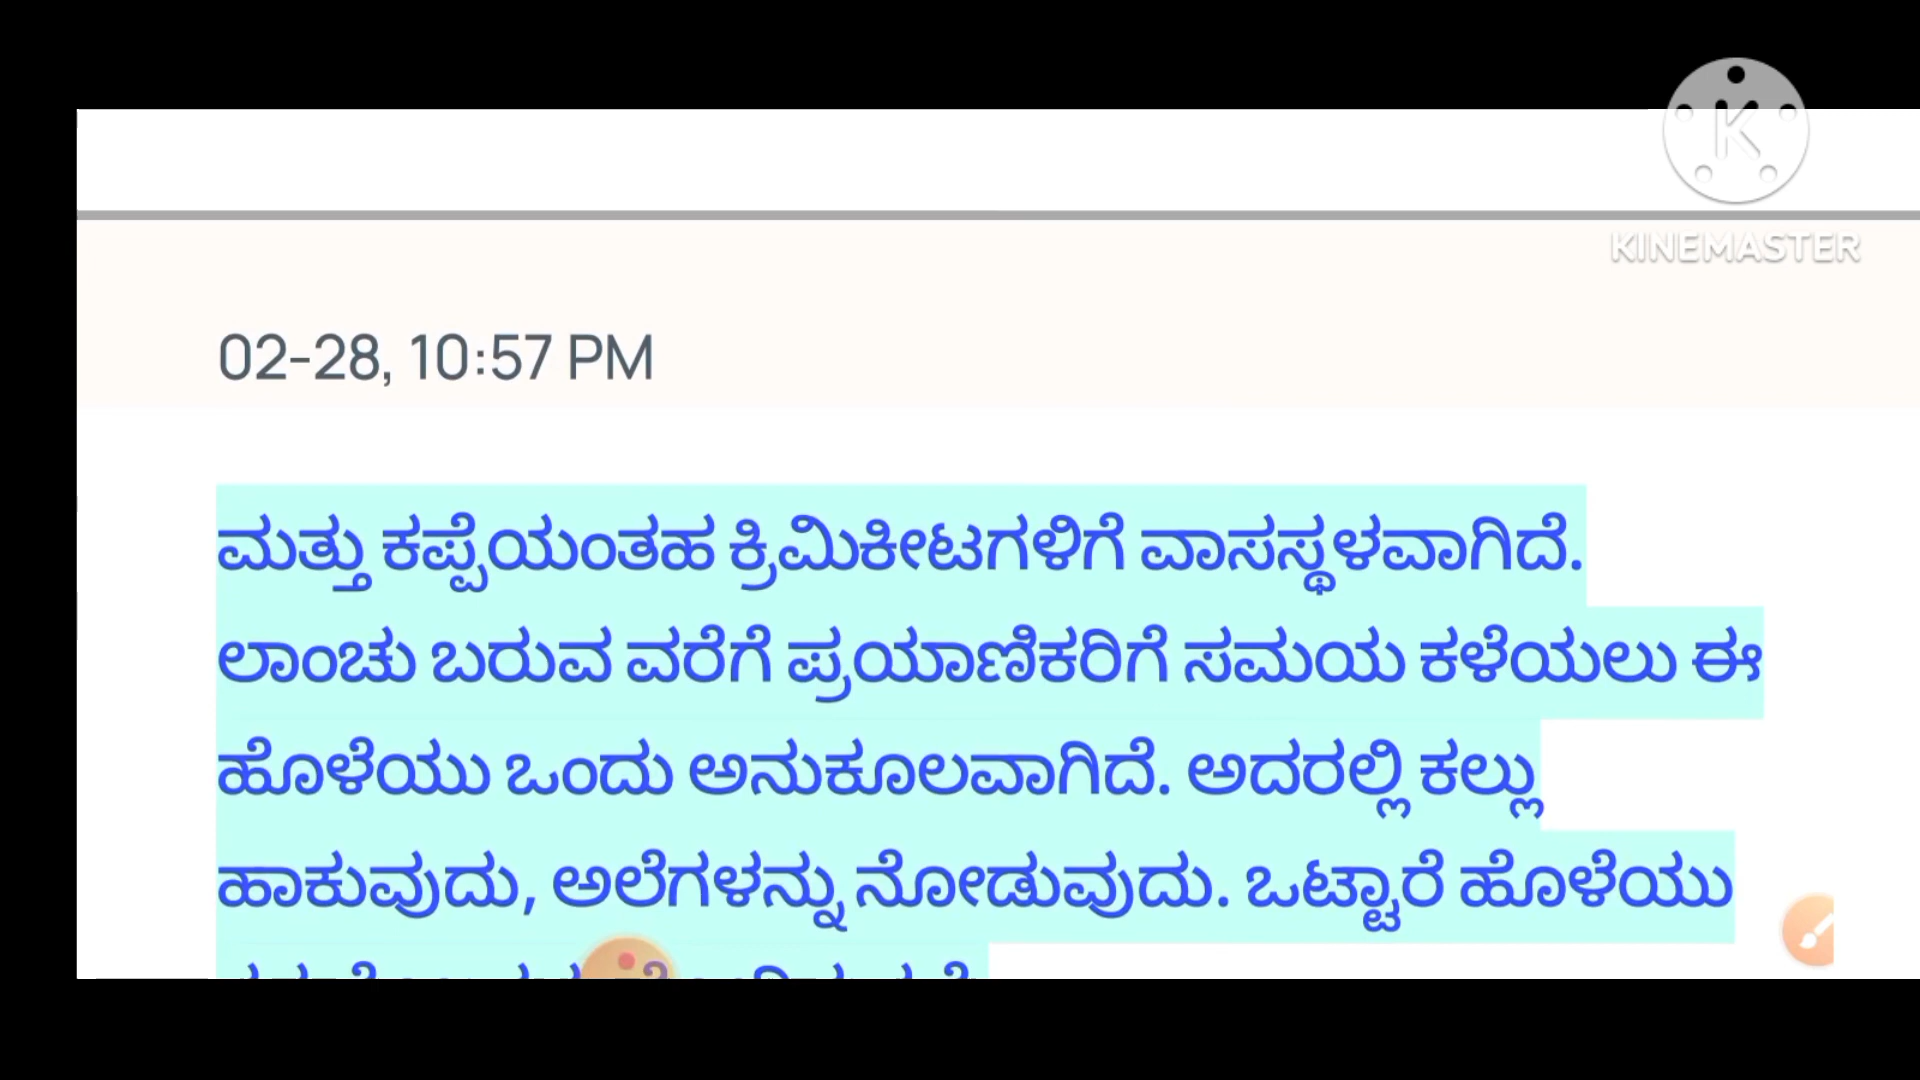 KINEMASTER
02-28, 10:57 PM
ಮತ್ತು ಕಪ್ಪೆಯಂತಹ ಕ್ರಿಮಿಕೀಟಗಳಿಗೆ ವಾಸಸ್ಥಳವಾಗಿದೆ.
ಲಾಂಚು ಬರುವ ವರೆಗೆ ಪ್ರಯಾಣಿಕರಿಗೆ ಸಮಯ ಕಳೆಯಲು ಈ
ಹೊಳೆಯು ಒಂದು ಅನುಕೂಲವಾಗಿದೆ. ಅದರಲ್ಲಿ ಕಲ್ಲು
ಹಾಕುವುದು, ಅಲೆಗಳನ್ನು ನೋಡುವುದು. ಒಟ್ಟಾರೆ ಹೊಳೆಯು